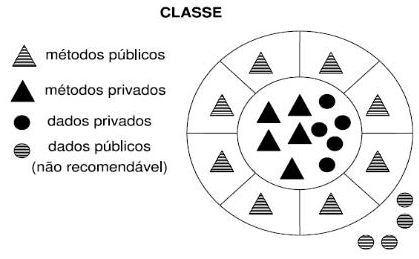 CLASSE
métodos públicos
métodos privados
dados privados
dados públicos
(não recomendável)